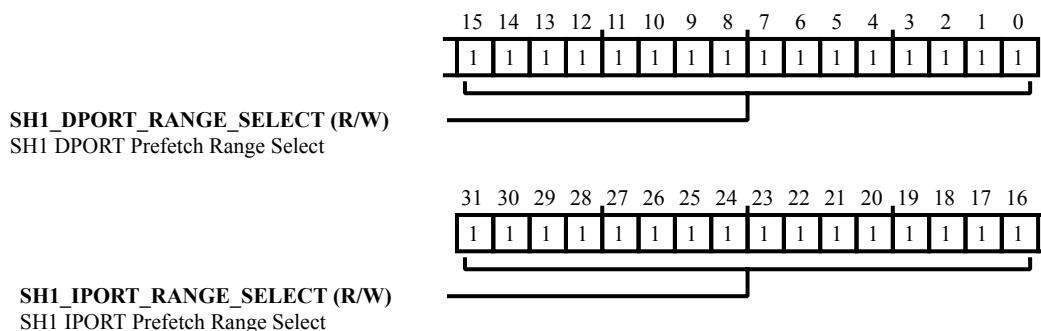 15 14 13 12 11 10 9 8 7 6 5 4 3 2 1 0
1 1 1 1 1 1 1 1 1 1 1 1 1 1 1 1
SH1_DPORT_RANGE_SELECT (R/W)
SH1 DPORT Prefetch Range Select
31 30 29 28 27 26 25 24 23 22 21 20 19 18 17 16
1 1 1 1 1 1 1 1 1 1 1 1 1 1 1 1
SH1_IPORT_RANGE_SELECT (R/W)
SH1 IPORT Prefetch Range Select